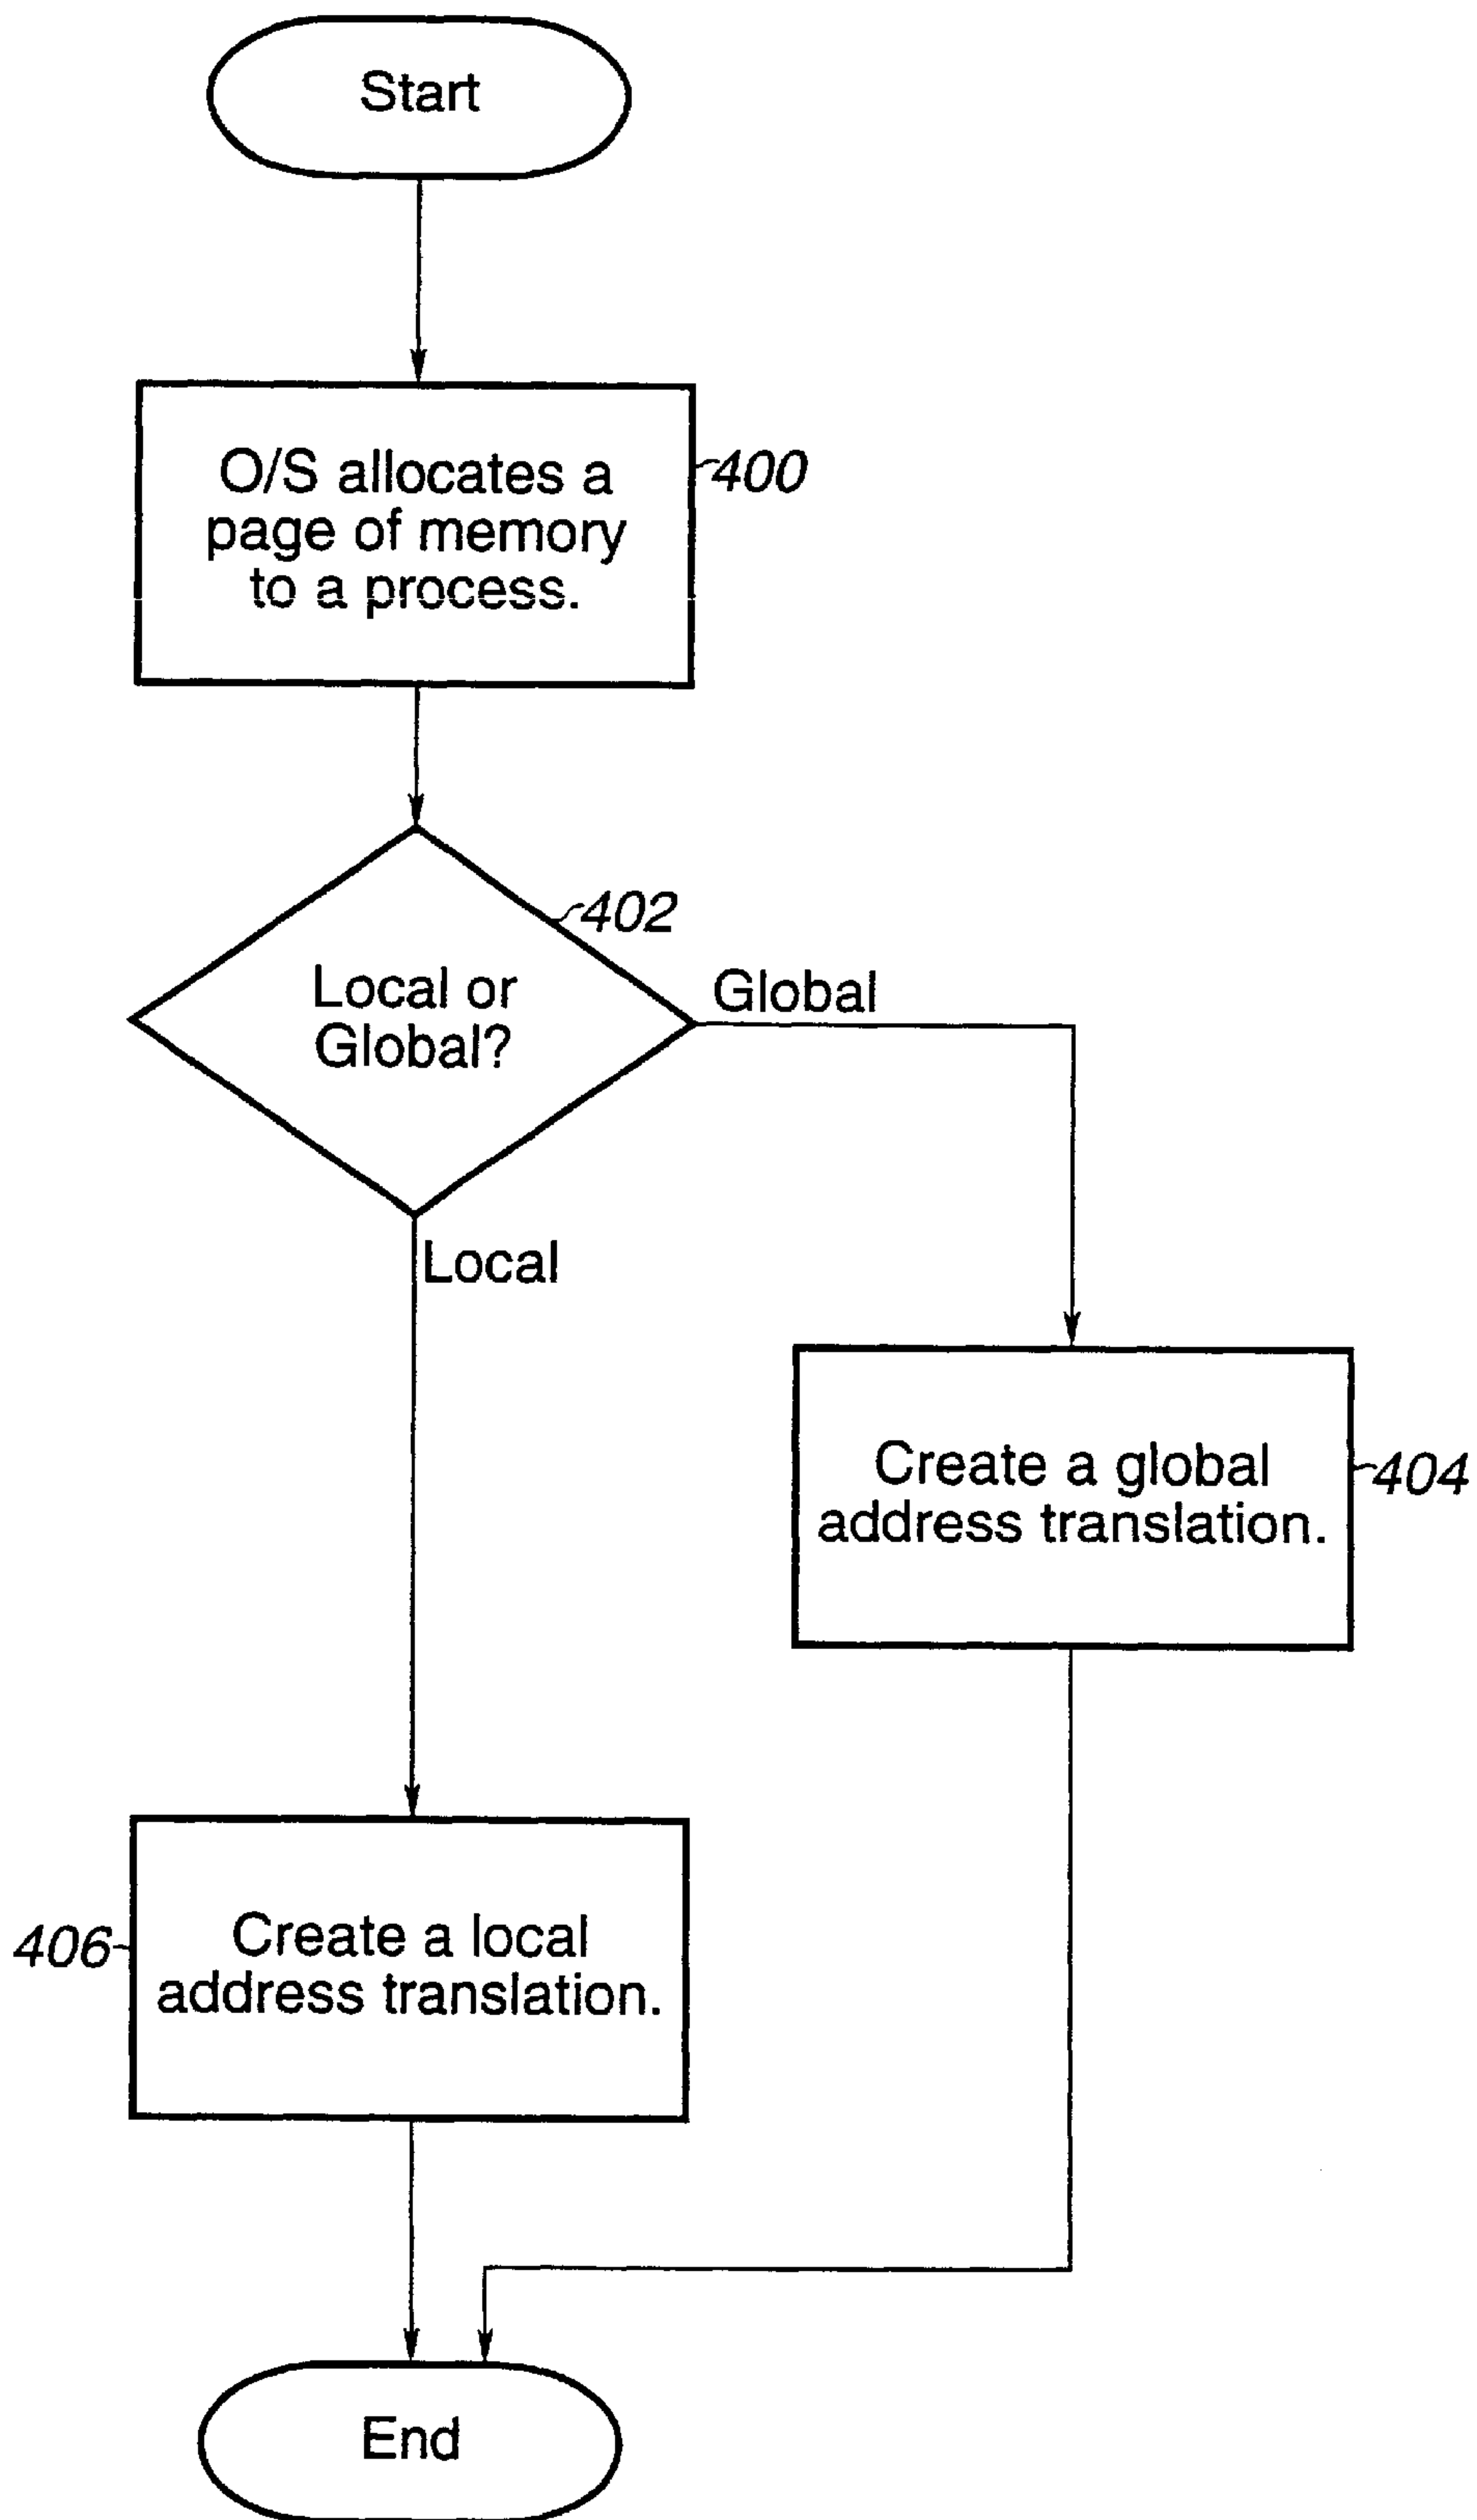 Start
O/S allocates a
page of memory
to a process.
400
402
Local or
Global?
Global
Local
Create a global
address translation.
404
406
Create a local
address translation.
End